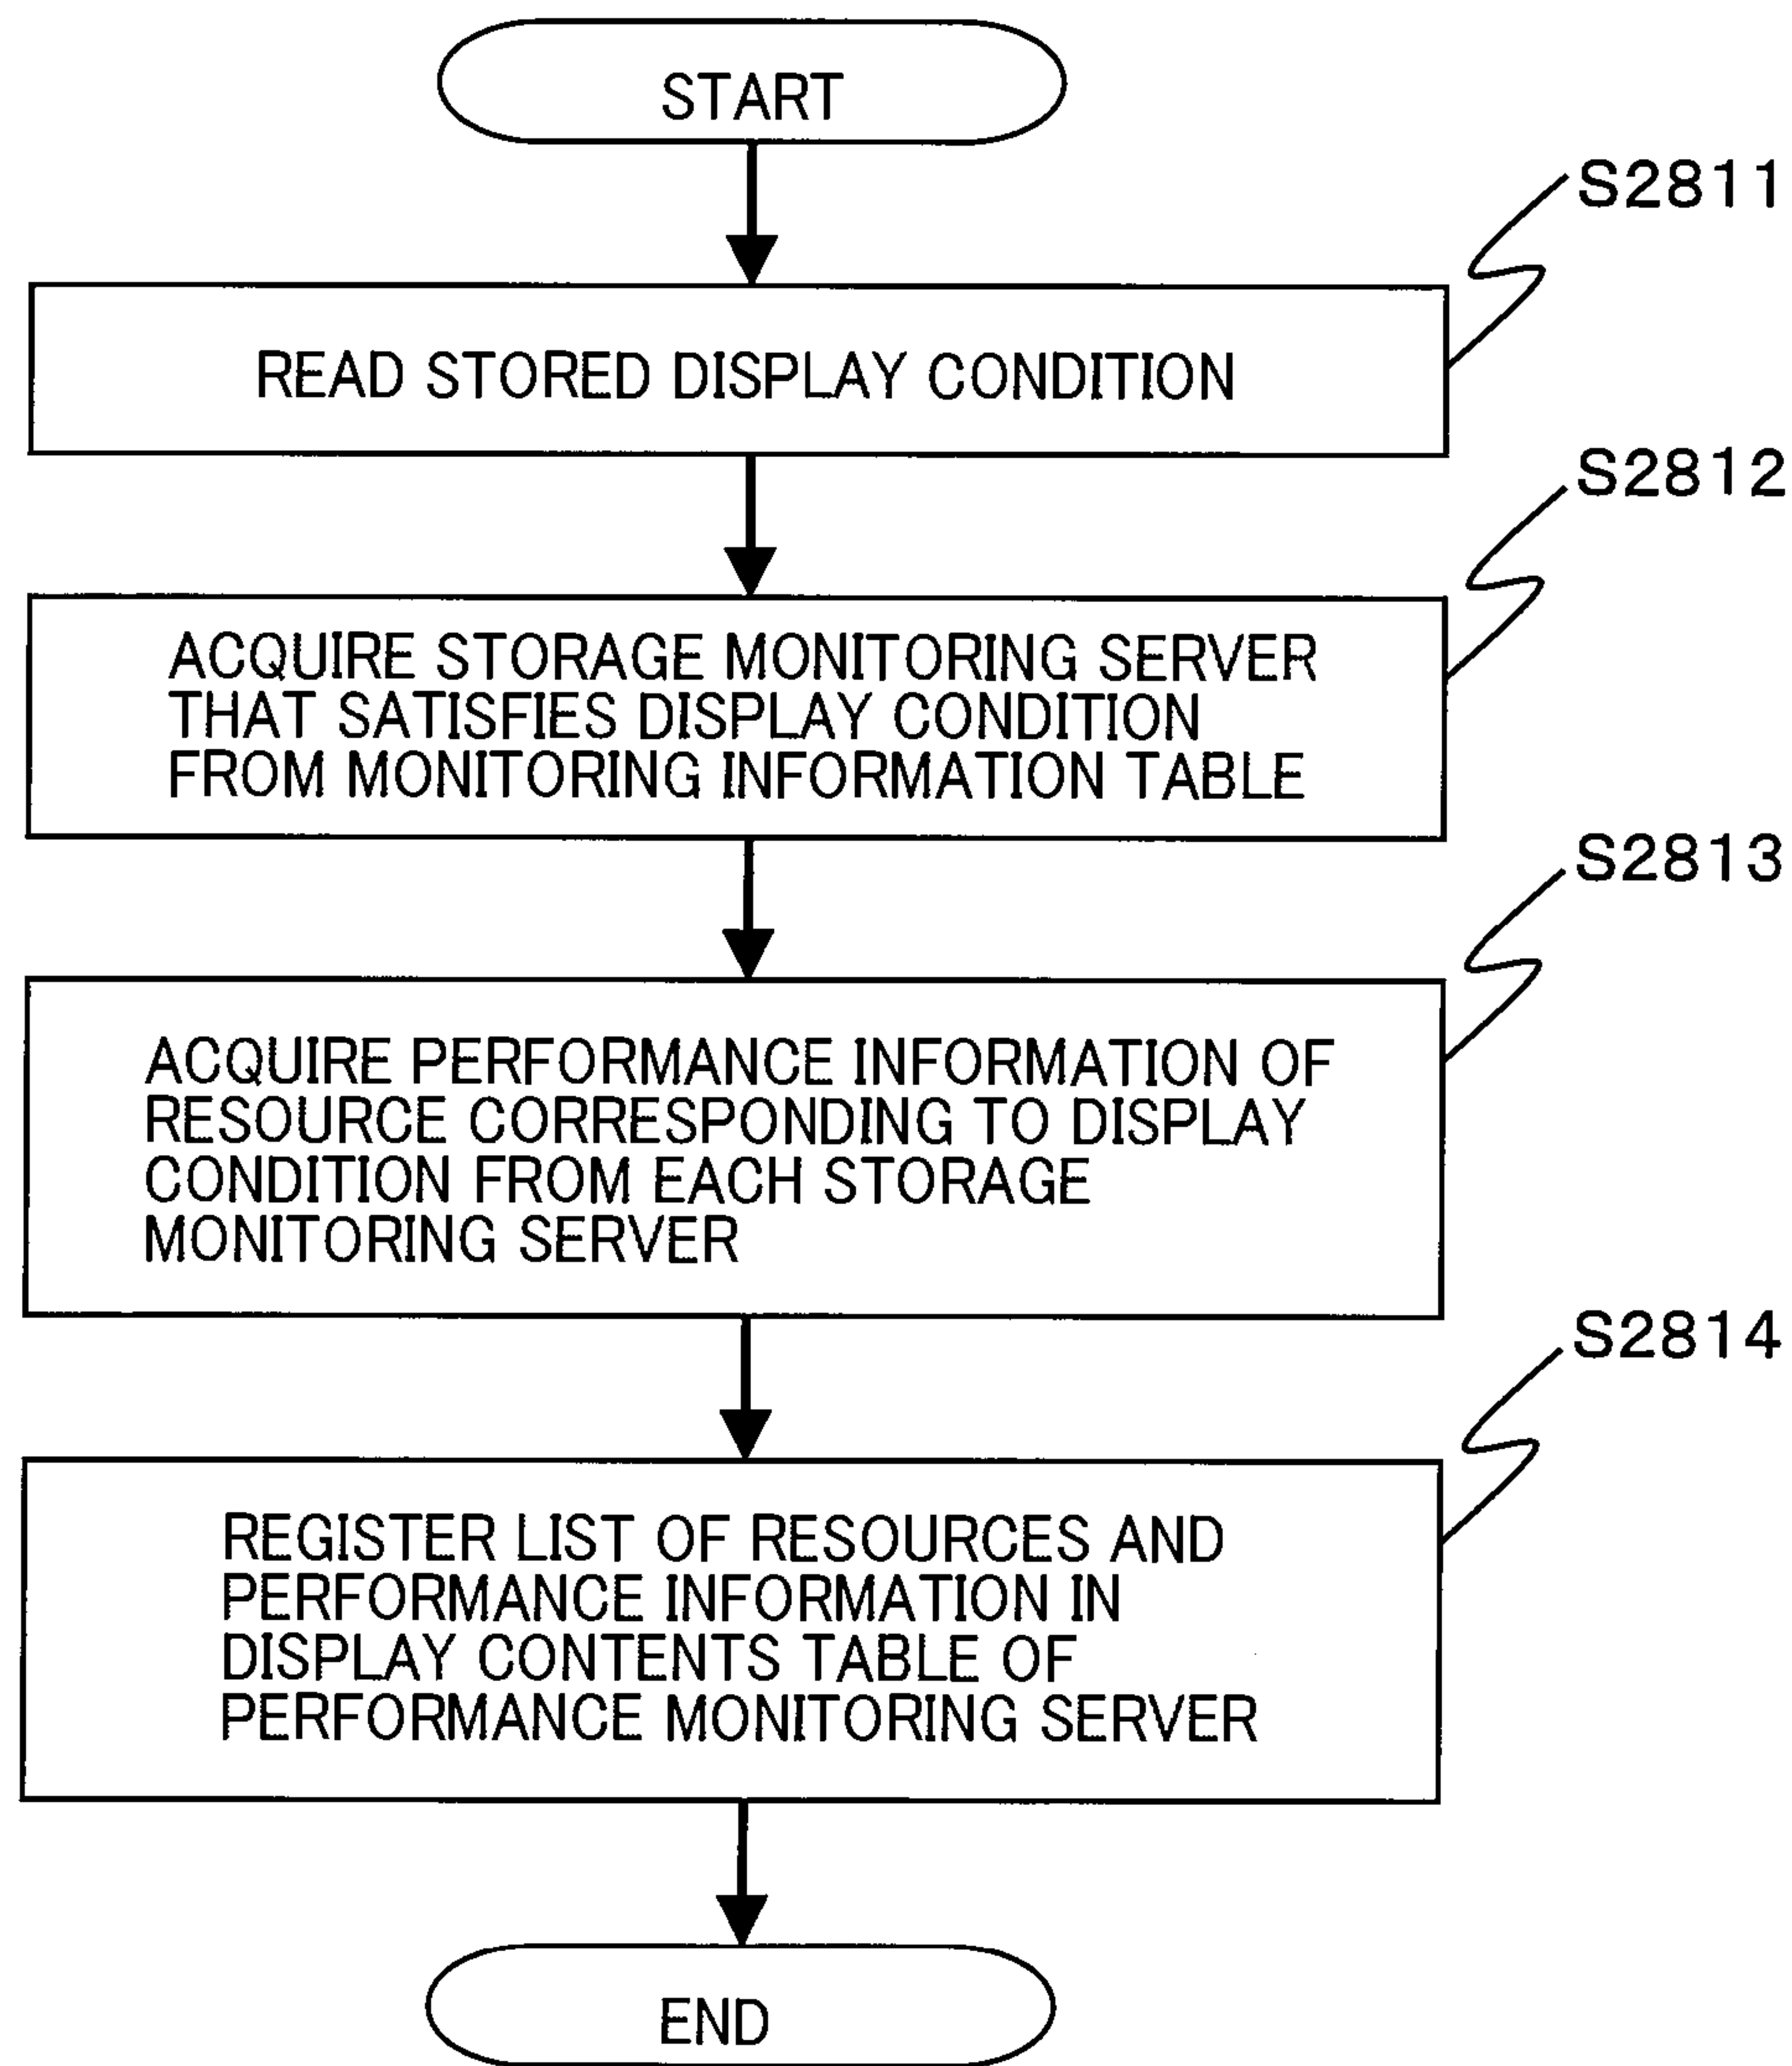 START
S2811
READ STORED DISPLAY CONDITION
S2812
ACQUIRE STORAGE MONITORING SERVER
THAT SATISFIES DISPLAY CONDITION
FROM MONITORING INFORMATION TABLE
S2813
ACQUIRE PERFORMANCE INFORMATION OF
RESOURCE CORRESPONDING TO DISPLAY
CONDITION FROM EACH STORAGE
MONITORING SERVER
S2814
REGISTER LIST OF RESOURCES AND
PERFORMANCE INFORMATION IN
DISPLAY CONTENTS TABLE OF
PERFORMANCE MONITORING SERVER
END